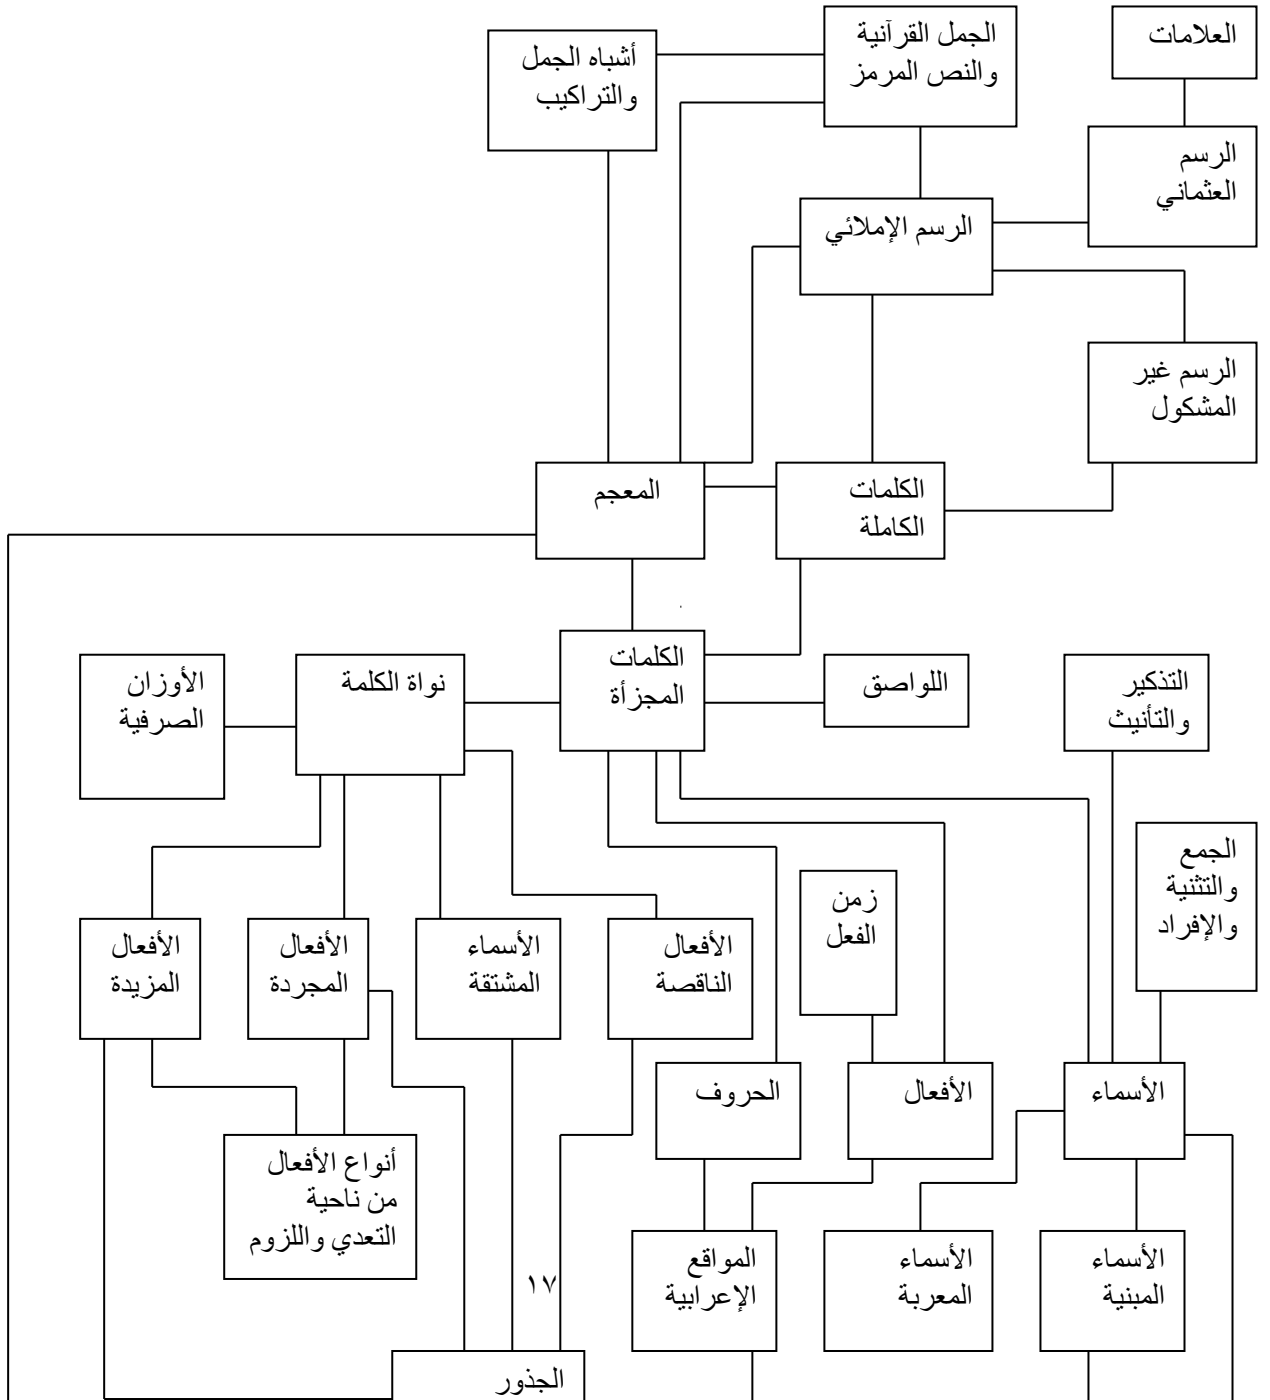 العلامات
الجمل القرآنية
والنص المرمز
أشباه الجمل
والتراكيب
الرسم
العثماني
الرسم الإملائي
الرسم غير
المشكول
الكلمات
الكاملة
المعجم
التذكير
والتأنيث
اللواصق
الكلمات
المجزأة
نواة الكلمة
الأوزان
الصرفية
الجمع
والتثنية
والإفراد
زمن
الفعل
الأفعال
الناقصة
الأسماء
المشتقة
الأفعال
المجردة
الأفعال
المزيدة
الأسماء
الأفعال
الحروف
أنواع الأفعال
من ناحية
التعدي واللزوم
الأسماء
المبنية
الأسماء
المعربة
المواقع
الإعرابية
١٧
الجذور